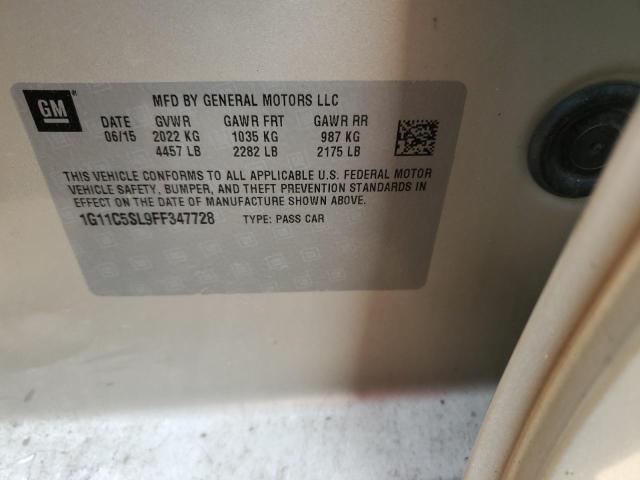 GM
MFD BY GENERAL MOTORS LLC
DATE GVWR GAWR FRT GAWR RR
06/15 2022 KG 1035 KG 987 KG
4457 LB 2282 LB 2175 LB
THIS VEHICLE CONFORMS TO ALL APPLICABLE U.S. FEDERAL MOTOR
VEHICLE SAFETY, BUMPER, AND THEFT PREVENTION STANDARDS IN
EFFECT ON THE DATE OF MANUFACTURE SHOWN ABOVE.
1G11C5SL9FF347728 TYPE: PASS CAR